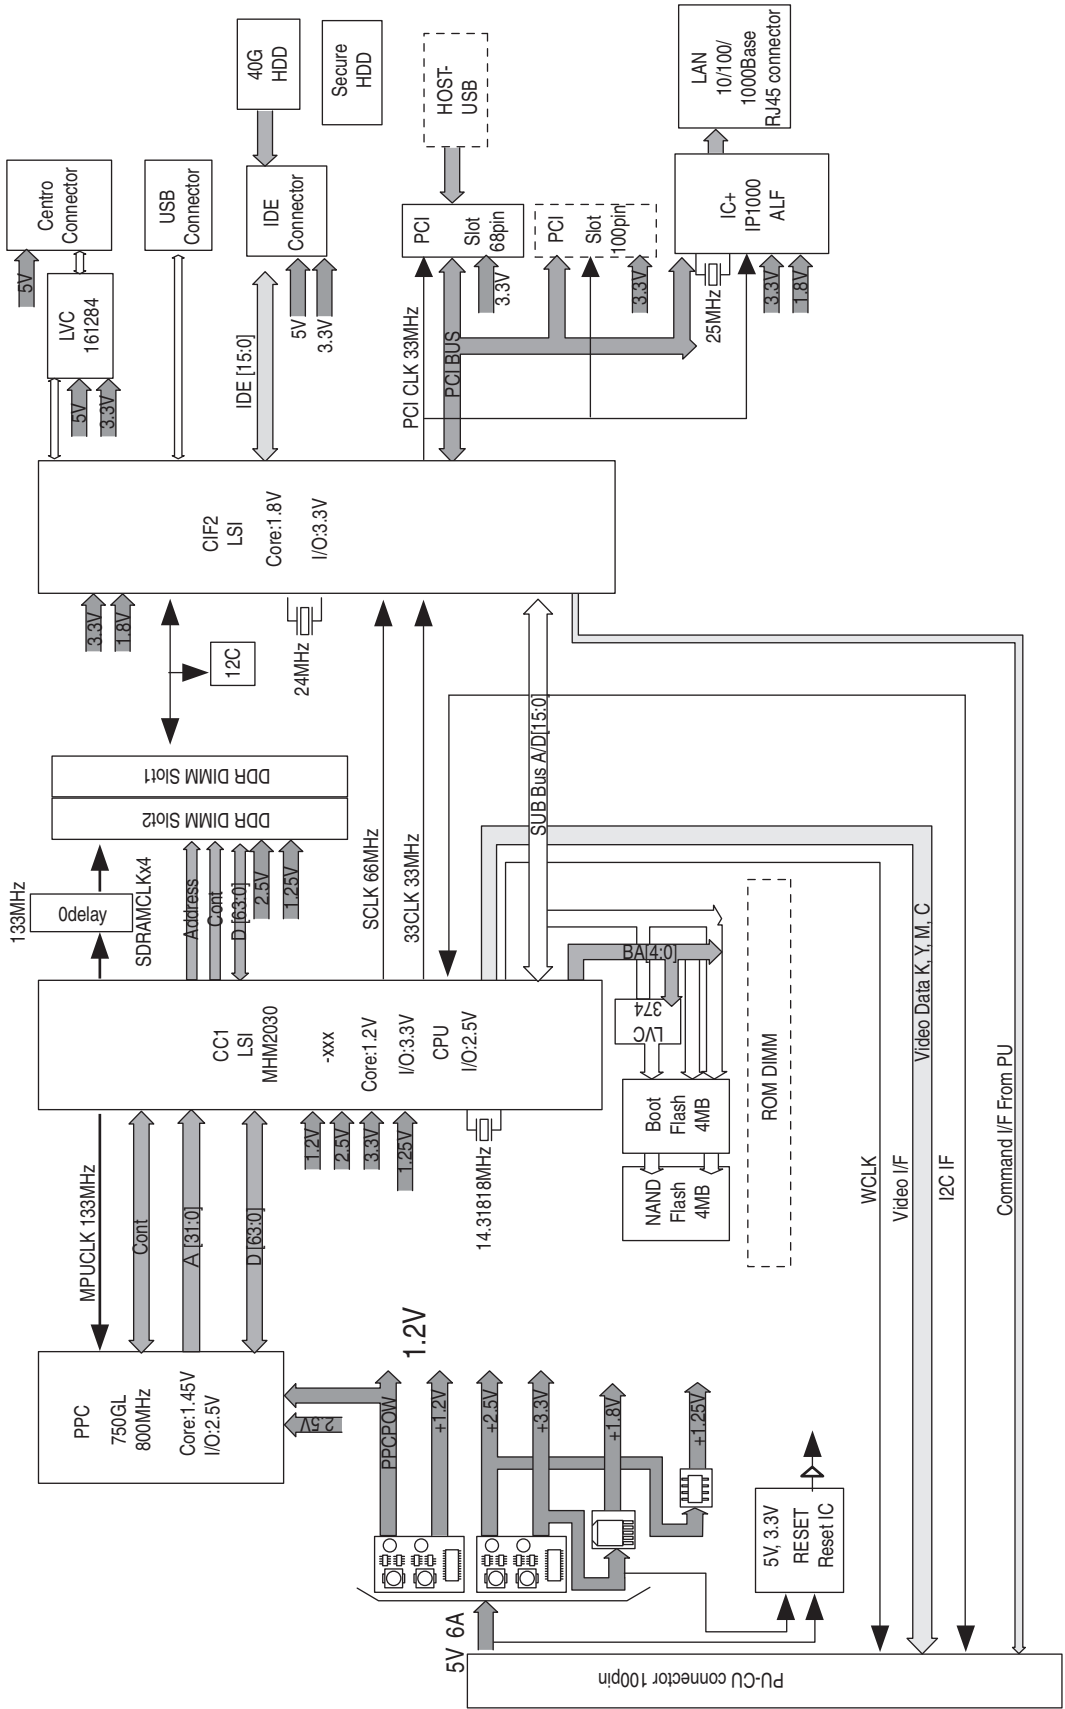 Centro
Connector
5V
LVC
161284
5V
3.3V
USB
Connector
40G
HDD
IDE
Connector
IDE [15:0]
5V
3.3V
Secure
HDD
HOST-
USB
PCI
Slot
68pin
3.3V
PCI CLK 33MHz
PCI BUS
PCI
Slot
100pin
3.3V
LAN
10/100/
1000Base
RJ45 connector
IC+
IP1000
ALF
25MHz
3.3V
1.8V
CIF2
LSI
Core:1.8V
I/O:3.3V
3.3V
1.8V
12C
24MHz
DDR DIMM Slot1
DDR DIMM Slot2
133MHz
0delay
SDRAMCLKx4
Address
Cont
D [63:0]
2.5V
1.25V
SCLK 66MHz
33CLK 33MHz
SUB Bus A/D[15:0]
CC1
LSI
MHM2030
-xxx
Core:1.2V
I/O:3.3V
CPU
I/O:2.5V
BA[4:0]
LVC
374
Boot
Flash
4MB
NAND
Flash
4MB
ROM DIMM
MPUCLK 133MHz
Cont
A [31:0]
D [63:0]
1.2V
2.5V
3.3V
1.25V
14.31818MHz
PPC
750GL
800MHz
Core:1.45V
I/O:2.5V
2.5V
PPCPOW
1.2V
+1.2V
+2.5V
+3.3V
+1.8V
+1.25V
5V 6A
5V, 3.3V
RESET
Reset IC
WCLK
Video I/F
Video Data K, Y, M, C
I2C IF
Command I/F From PU
PU-CU connector 100pin